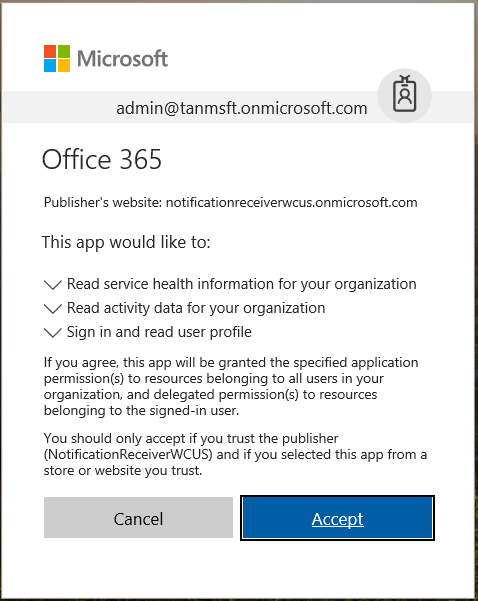 Microsoft
admin@tanmsft.onmicrosoft.com
Office 365
Publisher's website: notificationreceiverwcus.onmicrosoft.com
This app would like to:
Read service health information for your organization
Read activity data for your organization
Sign in and read user profile
If you agree, this app will be granted the specified application
permission(s) to resources belonging to all users in your
organization, and delegated permission(s) to resources
belonging to the signed-in user.
You should only accept if you trust the publisher
(NotificationReceiverWCUS) and if you selected this app from a
store or website you trust.
Cancel
Accept